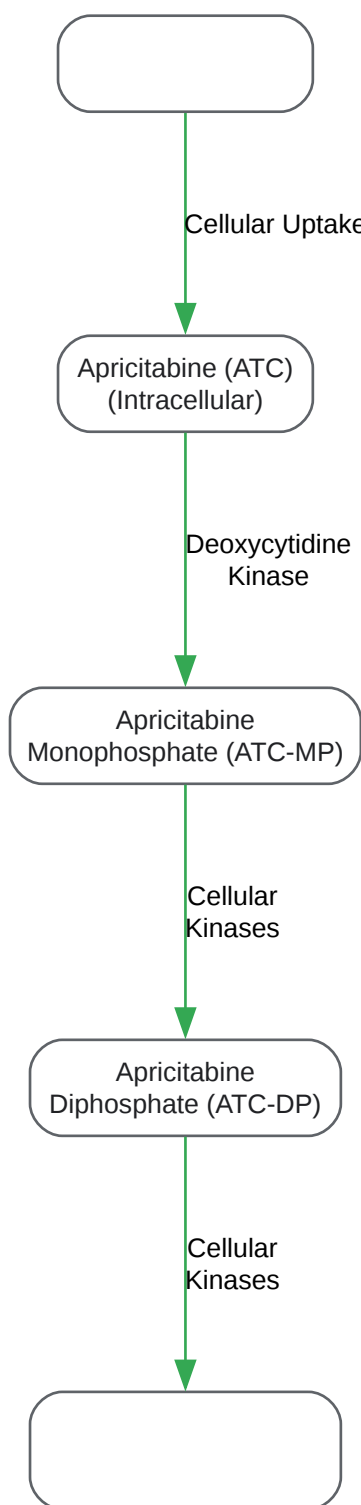 Cellular Uptake
Apricitabine (ATC)
(Intracellular)
Deoxycytidine
Kinase
Apricitabine
Monophosphate (ATC-MP)
Cellular
Kinases
Apricitabine
Diphosphate (ATC-DP)
Cellular
Kinases